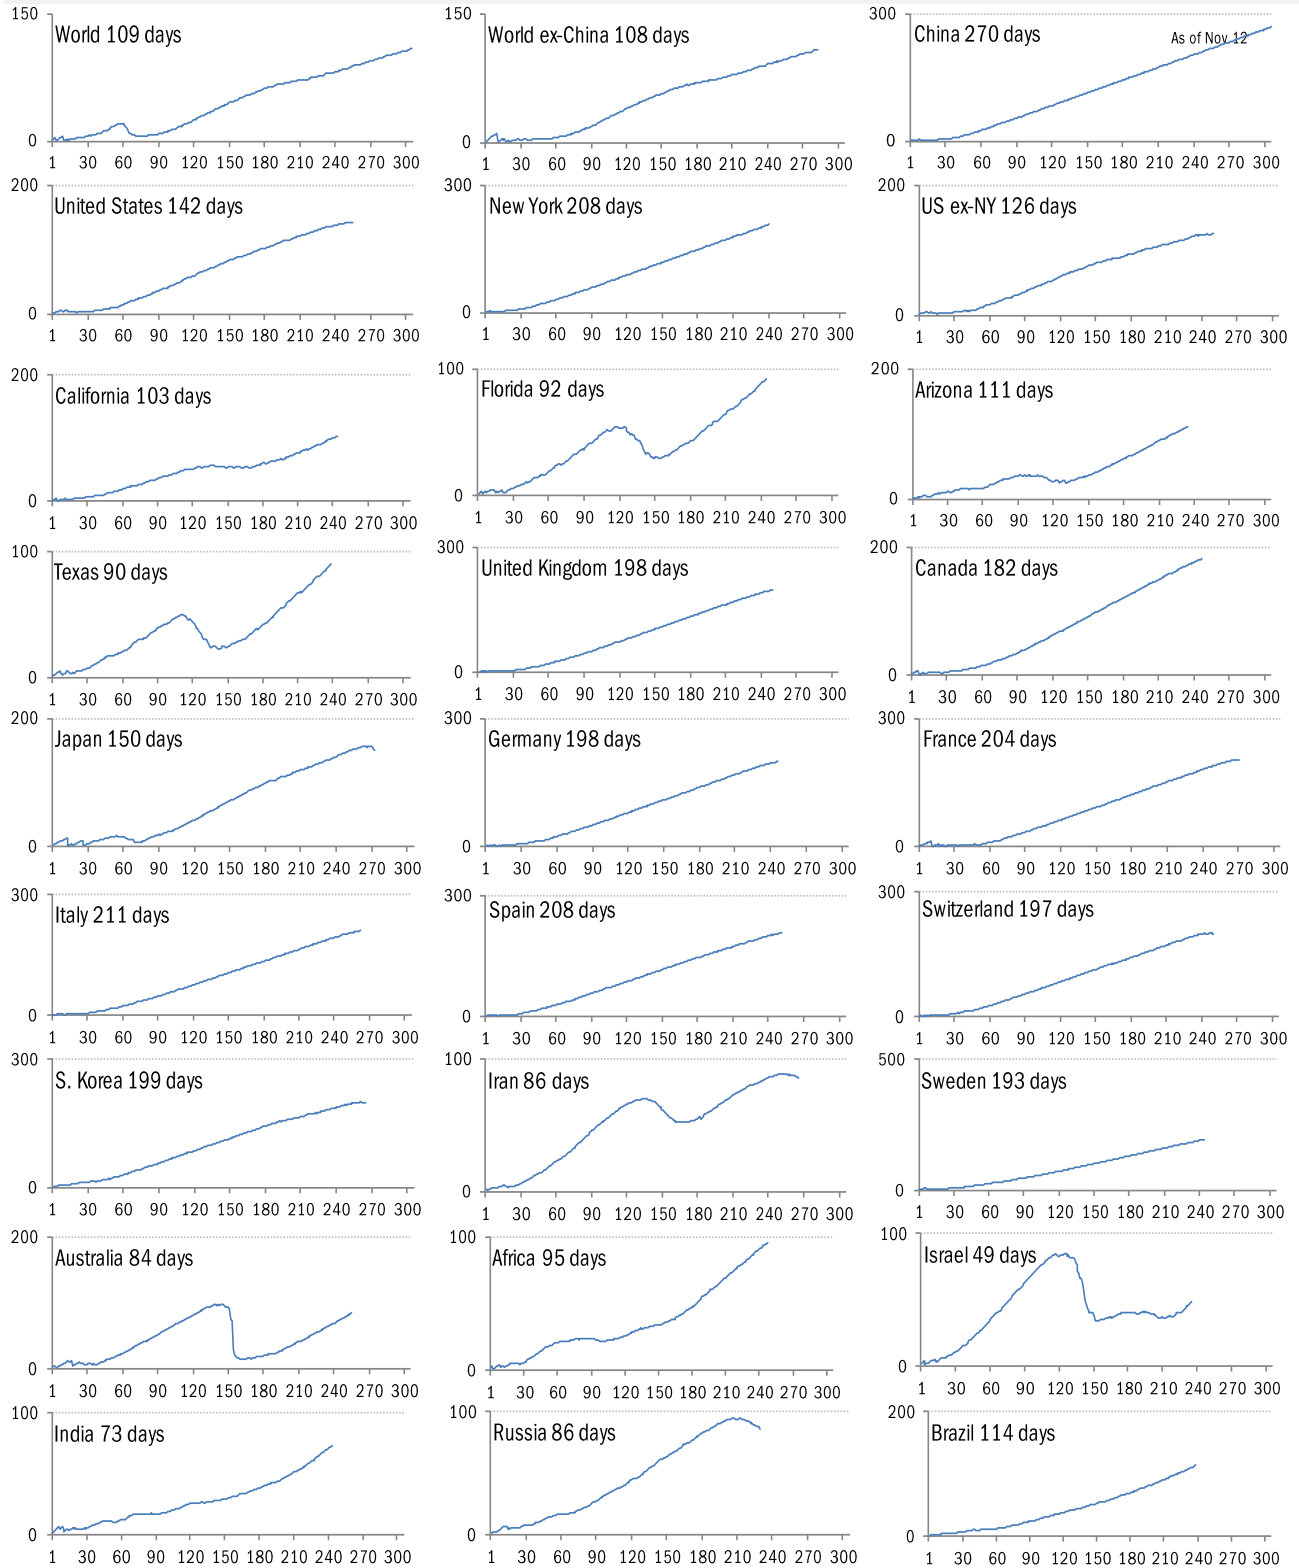 150
World 109 days
0
1 30 60 90 120 150 180 210 240 270 300
150
World ex-China 108 days
0
1 30 60 90 120 150 180 210 240 270 300
300
China 270 days
As of Nov 12
0
1 30 60 90 120 150 180 210 240 270 300
200
United States 142 days
0
1 30 60 90 120 150 180 210 240 270 300
300
New York 208 days
0
1 30 60 90 120 150 180 210 240 270 300
200
US ex-NY 126 days
0
1 30 60 90 120 150 180 210 240 270 300
200
California 103 days
0
1 30 60 90 120 150 180 210 240 270 300
100
Florida 92 days
0
1 30 60 90 120 150 180 210 240 270 300
200
Arizona 111 days
0
1 30 60 90 120 150 180 210 240 270 300
100
Texas 90 days
0
1 30 60 90 120 150 180 210 240 270 300
300
United Kingdom 198 days
0
1 30 60 90 120 150 180 210 240 270 300
200
Canada 182 days
0
1 30 60 90 120 150 180 210 240 270 300
200
Japan 150 days
0
1 30 60 90 120 150 180 210 240 270 300
300
Germany 198 days
0
1 30 60 90 120 150 180 210 240 270 300
300
France 204 days
0
1 30 60 90 120 150 180 210 240 270 300
300
Italy 211 days
0
1 30 60 90 120 150 180 210 240 270 300
300
Spain 208 days
0
1 30 60 90 120 150 180 210 240 270 300
300
Switzerland 197 days
0
1 30 60 90 120 150 180 210 240 270 300
300
S. Korea 199 days
0
1 30 60 90 120 150 180 210 240 270 300
100
Iran 86 days
0
1 30 60 90 120 150 180 210 240 270 300
500
Sweden 193 days
0
1 30 60 90 120 150 180 210 240 270 300
200
Australia 84 days
0
1 30 60 90 120 150 180 210 240 270 300
100
Africa 95 days
0
1 30 60 90 120 150 180 210 240 270 300
100
Israel 49 days
0
1 30 60 90 120 150 180 210 240 270 300
100
India 73 days
0
1 30 60 90 120 150 180 210 240 270 300
100
Russia 86 days
0
1 30 60 90 120 150 180 210 240 270 300
200
Brazil 114 days
0
1 30 60 90 120 150 180 210 240 270 300